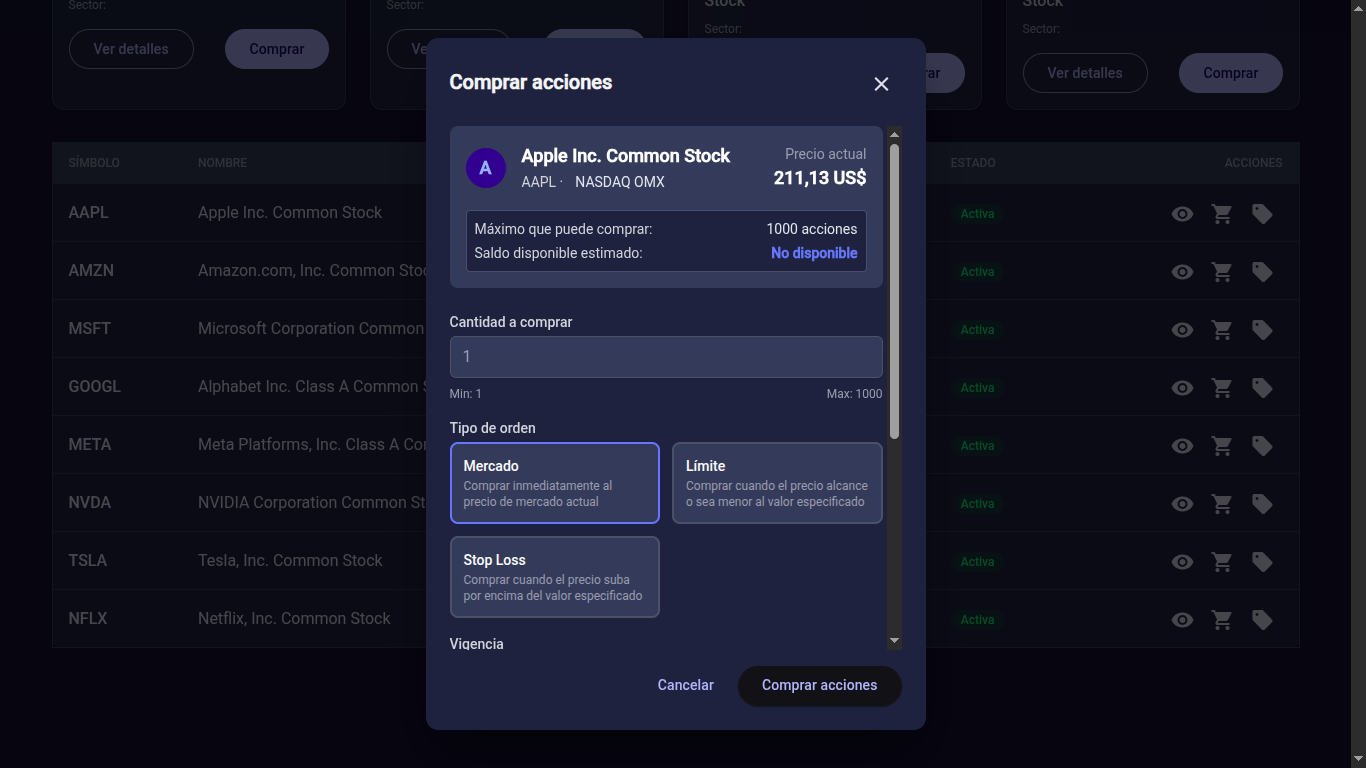 Sector:
Sector:
Stock
Stock
Sector:
Sector:
Ver detalles
Comprar
Ve
rar
Ver detalles
Comprar
Comprar acciones
A
Apple Inc. Common Stock
AAPL · NASDAQ OMX
Precio actual
211,13 US$
Máximo que puede comprar: 1000 acciones
Saldo disponible estimado: No disponible
Cantidad a comprar
1
Min: 1 Max: 1000
Tipo de orden
Mercado
Comprar inmediatamente al
precio de mercado actual
Límite
Comprar cuando el precio alcance
o sea menor al valor especificado
Stop Loss
Comprar cuando el precio suba
por encima del valor especificado
Vigencia
Cancelar
Comprar acciones
SÍMBOLO NOMBRE ESTADO ACCIONES
AAPL Apple Inc. Common Stock Activa
AMZN Amazon.com, Inc. Common Stoc Activa
MSFT Microsoft Corporation Common Activa
GOOGL Alphabet Inc. Class A Common S Activa
META Meta Platforms, Inc. Class A Cor Activa
NVDA NVIDIA Corporation Common St Activa
TSLA Tesla, Inc. Common Stock Activa
NFLX Netflix, Inc. Common Stock Activa